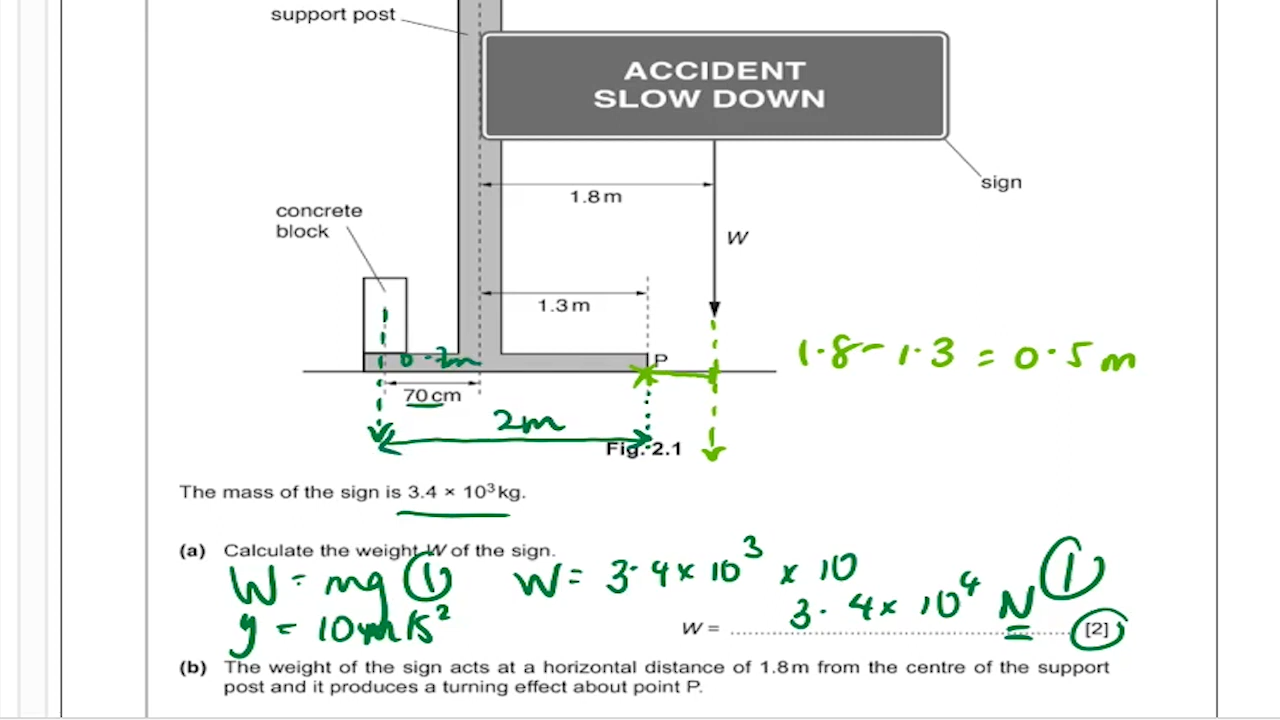 support post
ACCIDENT
SLOW DOWN
sign
1.8 m
concrete
block
W
1.3 m
P
0.7m
1.8 - 1.3 = 0.5 m
70 cm
2m
Fig. 2.1
The mass of the sign is 3.4 × 10³ kg.
(a) Calculate the weight W of the sign.
W = mg ① W = 3.4 × 10³ × 10
3.4 × 10⁴ N ①
g = 10 m/s²
W = ........................................ [2]
(b) The weight of the sign acts at a horizontal distance of 1.8 m from the centre of the support
post and it produces a turning effect about point P.